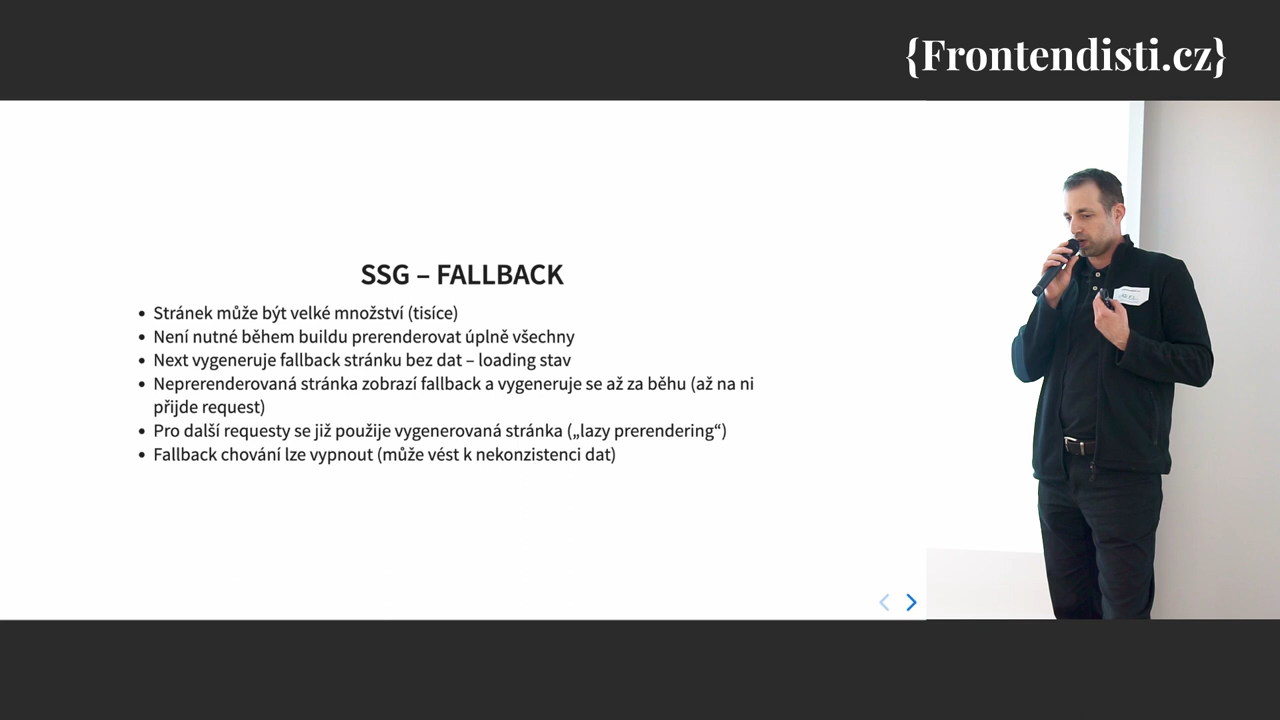 {Frontendisti.cz}
SSG – FALLBACK
• Stránek může být velké množství (tisíce)
• Není nutné během buildu prerenderovat úplně všechny
• Next vygeneruje fallback stránku bez dat – loading stav
• Neprerenderovaná stránka zobrazí fallback a vygeneruje se až za běhu (až na ni
přijde request)
• Pro další requesty se již použije vygenerovaná stránka („lazy prerendering“)
• Fallback chování lze vypnout (může vést k nekonzistenci dat)